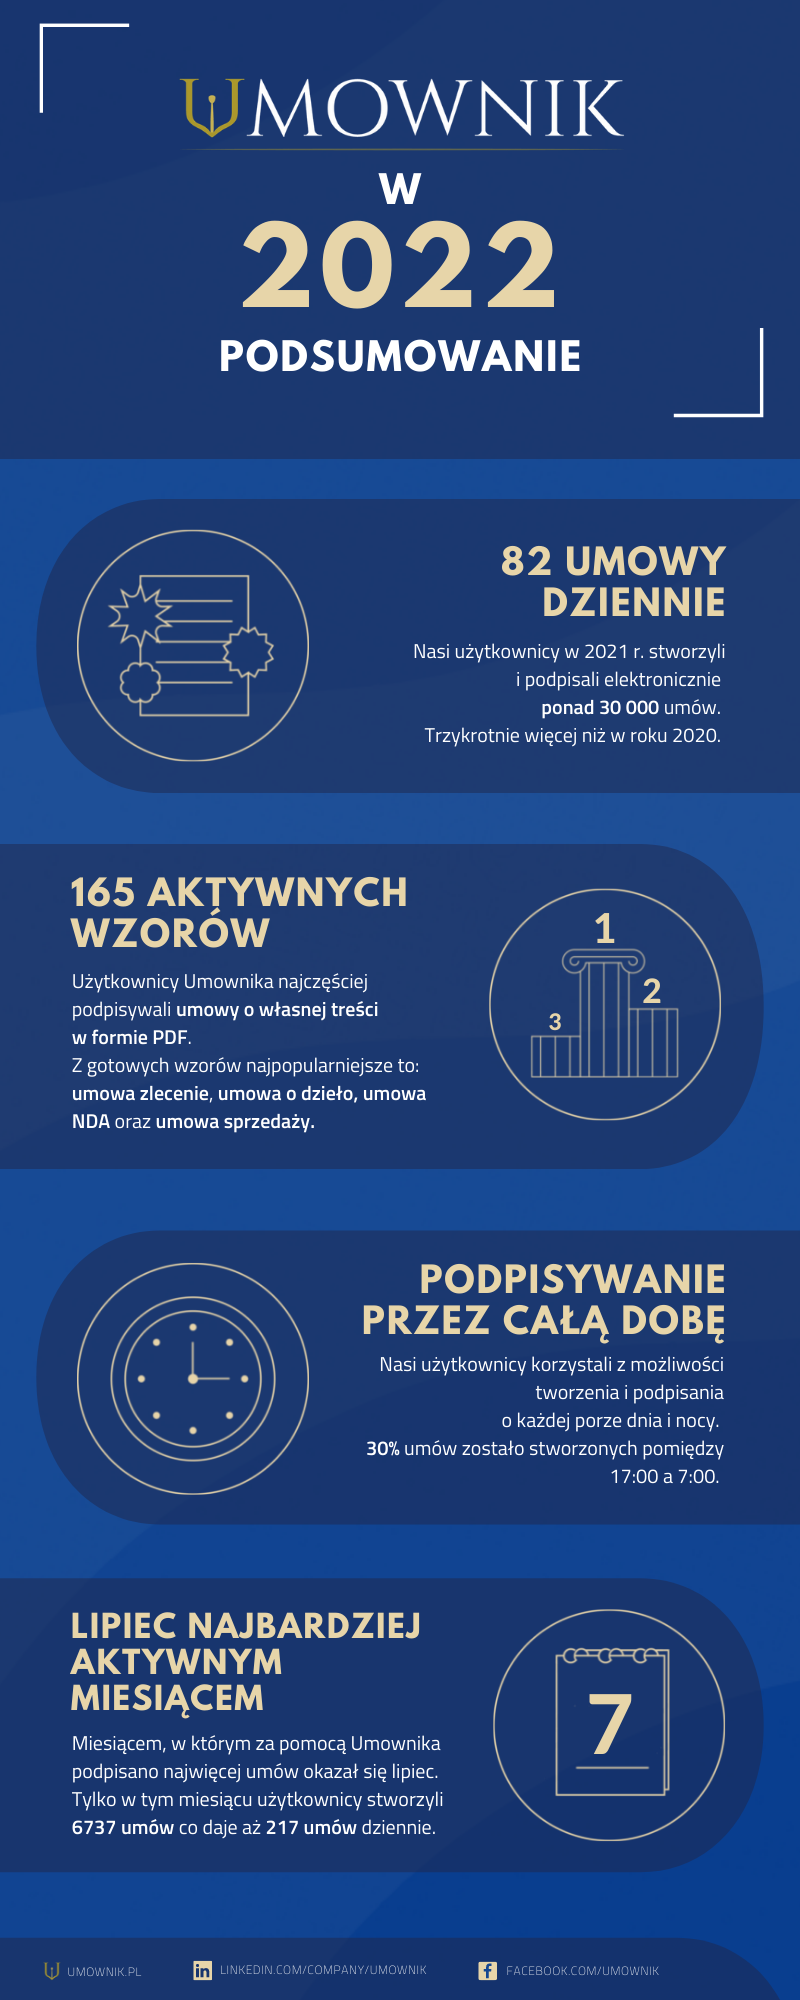 UMOWNIK
W
2022
PODSUMOWANIE
82 UMOWY
DZIENNIE
Nasi użytkownicy w 2021 r. stworzyli
i podpisali elektronicznie
ponad 30 000 umów.
Trzykrotnie więcej niż w roku 2020.
165 AKTYWNYCH
WZORÓW
Użytkownicy Umownika najczęściej
podpisywali umowy o własnej treści
w formie PDF.
Z gotowych wzorów najpopularniejsze to:
umowa zlecenie, umowa o dzieło, umowa
NDA oraz umowa sprzedaży.
1
2
3
PODPISYWANIE
PRZEZ CAŁĄ DOBĘ
Nasi użytkownicy korzystali z możliwości
tworzenia i podpisania
o każdej porze dnia i nocy.
30% umów zostało stworzonych pomiędzy
17:00 a 7:00.
LIPIEC NAJBARDZIEJ
AKTYWNYM
MIESIĄCEM
Miesiącem, w którym za pomocą Umownika
podpisano najwięcej umów okazał się lipiec.
Tylko w tym miesiącu użytkownicy stworzyli
6737 umów co daje aż 217 umów dziennie.
7
UMOWNIK.PL
LINKEDIN.COM/COMPANY/UMOWNIK
FACEBOOK.COM/UMOWNIK